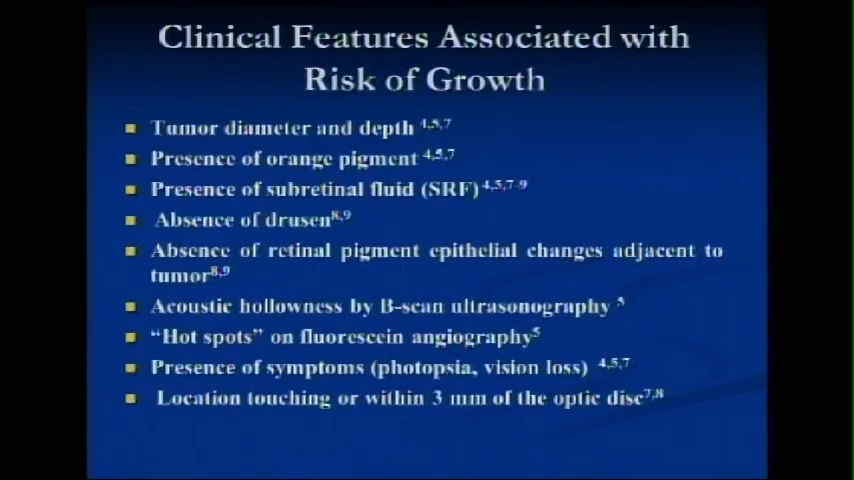 Clinical Features Associated with
Risk of Growth
Tumor diameter and depth 4,5,7
Presence of orange pigment 4,5,7
Presence of subretinal fluid (SRF) 4,5,7-9
Absence of drusen8,9
Absence of retinal pigment epithelial changes adjacent to
tumor8,9
Acoustic hollowness by B-scan ultrasonography 5
"Hot spots" on fluorescein angiography5
Presence of symptoms (photopsia, vision loss) 4,5,7
Location touching or within 3 mm of the optic disc7,8